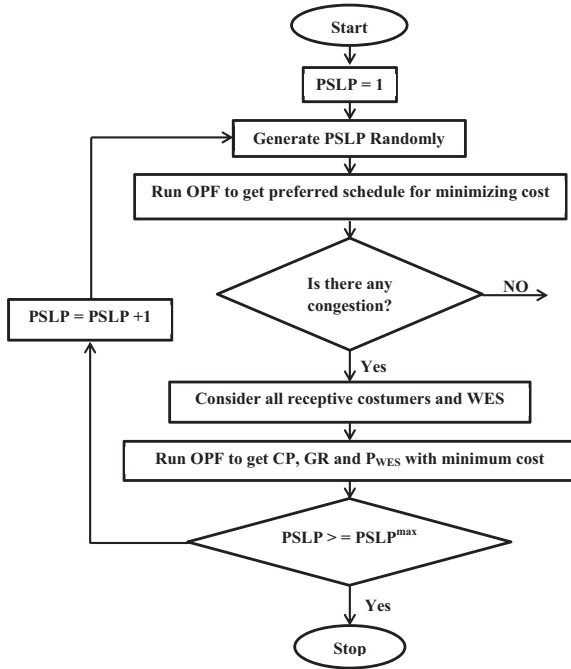 Start
PSLP = 1
Generate PSLP Randomly
Run OPF to get preferred schedule for minimizing cost
Is there any
congestion?
NO
PSLP = PSLP +1
Yes
Consider all receptive costumers and WES
Run OPF to get CP, GR and PWES with minimum cost
PSLP > = PSLPmax
Yes
Stop